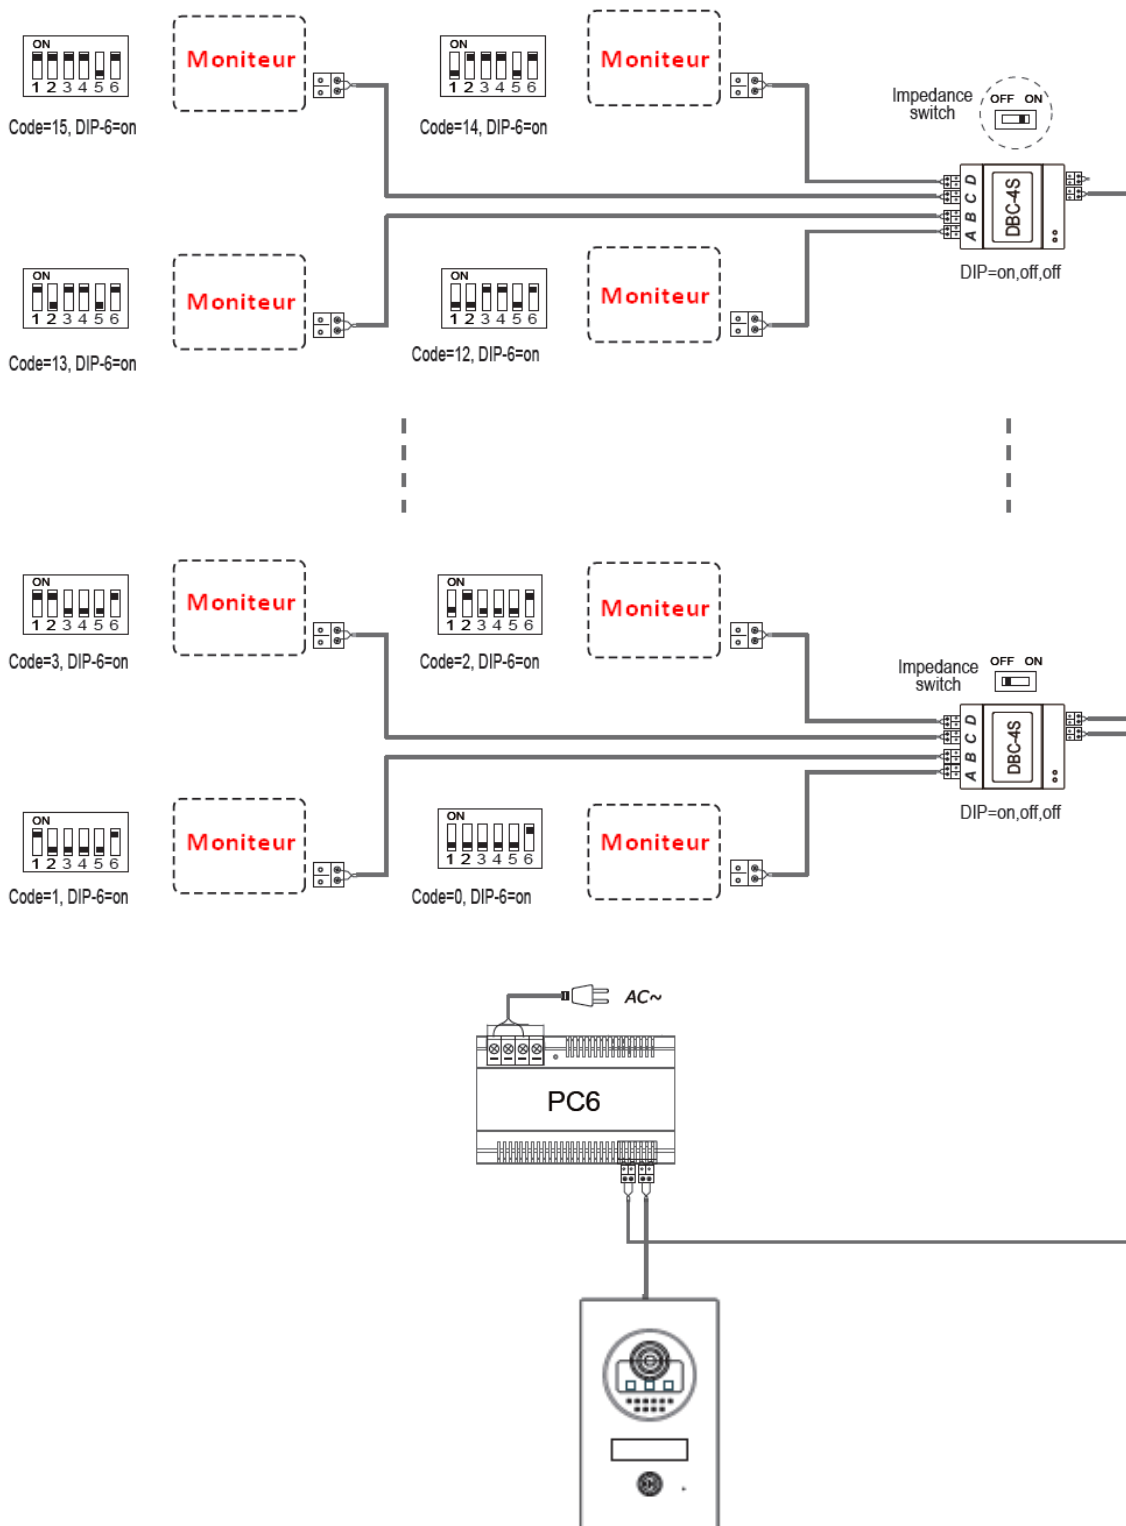 ON
1 2 3 4 5 6
Code=15, DIP-6=on
Moniteur
ON
1 2 3 4 5 6
Code=14, DIP-6=on
Moniteur
Impedance
switch
OFF ON
D
C
B
A
DBC-4S
DIP=on,off,off
ON
1 2 3 4 5 6
Code=13, DIP-6=on
Moniteur
ON
1 2 3 4 5 6
Code=12, DIP-6=on
Moniteur
ON
1 2 3 4 5 6
Code=3, DIP-6=on
Moniteur
ON
1 2 3 4 5 6
Code=2, DIP-6=on
Moniteur
Impedance
switch
OFF ON
D
C
B
A
DBC-4S
DIP=on,off,off
ON
1 2 3 4 5 6
Code=1, DIP-6=on
Moniteur
ON
1 2 3 4 5 6
Code=0, DIP-6=on
Moniteur
AC~
PC6